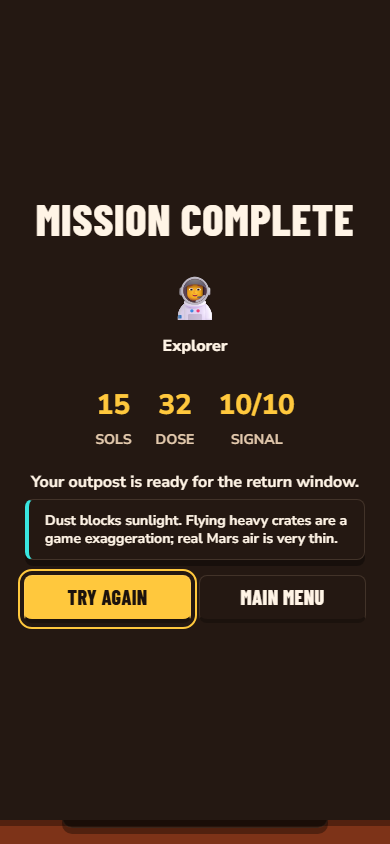 MISSION COMPLETE
Explorer
15 32 10/10
SOLS DOSE SIGNAL
Your outpost is ready for the return window.
Dust blocks sunlight. Flying heavy crates are a
game exaggeration; real Mars air is very thin.
TRY AGAIN MAIN MENU